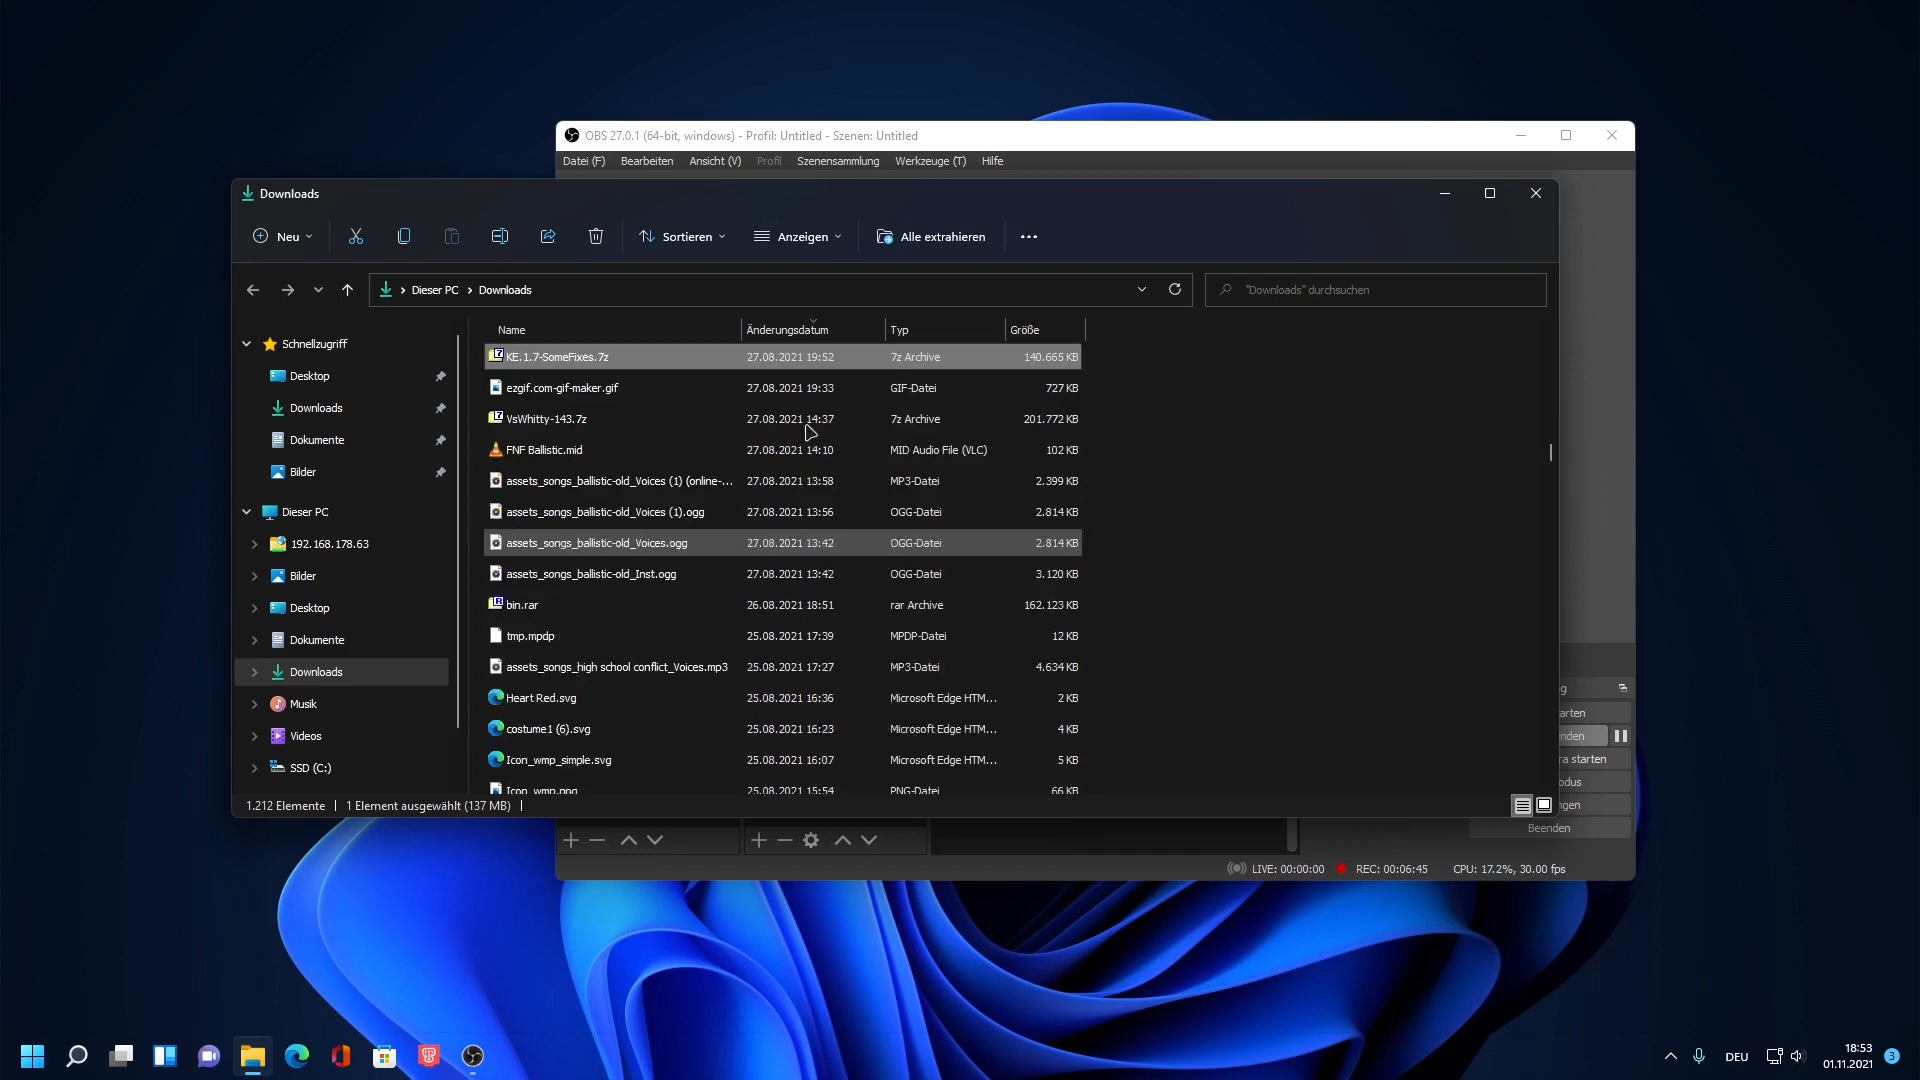 OBS 27.0.1 (64-bit, windows) - Profil: Untitled - Szenen: Untitled
Datei (F) Bearbeiten Ansicht (V) Profil Szenensammlung Werkzeuge (T) Hilfe
Downloads
Neu Sortieren Anzeigen Alle extrahieren
Dieser PC Downloads "Downloads" durchsuchen
Name Änderungsdatum Typ Größe
Schnellzugriff
Desktop
Downloads
Dokumente
Bilder
Dieser PC
192.168.178.63
Bilder
Desktop
Dokumente
Downloads
Musik
Videos
SSD (C:)
KE.1.7-SomeFixes.7z 27.08.2021 19:52 7z Archive 140.665 KB
ezgif.com-gif-maker.gif 27.08.2021 19:33 GIF-Datei 727 KB
VsWhitty-143.7z 27.08.2021 14:37 7z Archive 201.772 KB
FNF Ballistic.mid 27.08.2021 14:10 MID Audio File (VLC) 102 KB
assets_songs_ballistic-old_Voices (1) (online-... 27.08.2021 13:58 MP3-Datei 2.399 KB
assets_songs_ballistic-old_Voices (1).ogg 27.08.2021 13:56 OGG-Datei 2.814 KB
assets_songs_ballistic-old_Voices.ogg 27.08.2021 13:42 OGG-Datei 2.814 KB
assets_songs_ballistic-old_Inst.ogg 27.08.2021 13:42 OGG-Datei 3.120 KB
bin.rar 26.08.2021 18:51 rar Archive 162.123 KB
tmp.mpdp 25.08.2021 17:39 MPDP-Datei 12 KB
assets_songs_high school conflict_Voices.mp3 25.08.2021 17:27 MP3-Datei 4.634 KB
Heart Red.svg 25.08.2021 16:36 Microsoft Edge HTM... 2 KB
costume1 (6).svg 25.08.2021 16:23 Microsoft Edge HTM... 4 KB
Icon_wmp_simple.svg 25.08.2021 16:07 Microsoft Edge HTM... 5 KB
Icon_wmp.png 25.08.2021 15:54 PNG-Datei 66 KB
1.212 Elemente 1 Element ausgewählt (137 MB)
g
arten
nden
ra starten
odus
ngen
Beenden
LIVE: 00:00:00 REC: 00:06:45 CPU: 17.2%, 30.00 fps
DEU
18:53
01.11.2021
3